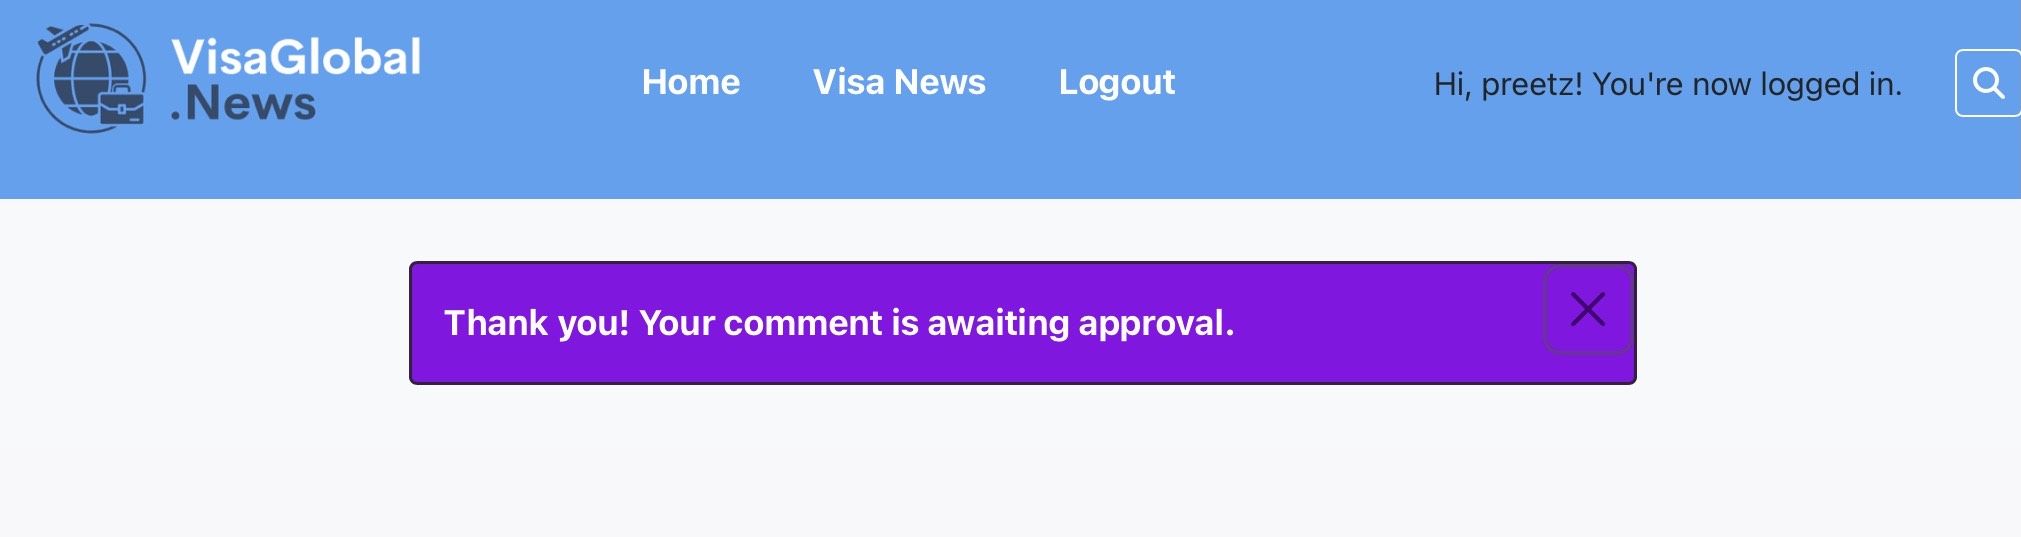 VisaGlobal
.News
Home
Visa News
Logout
Hi, preetz! You're now logged in.
Thank you! Your comment is awaiting approval.